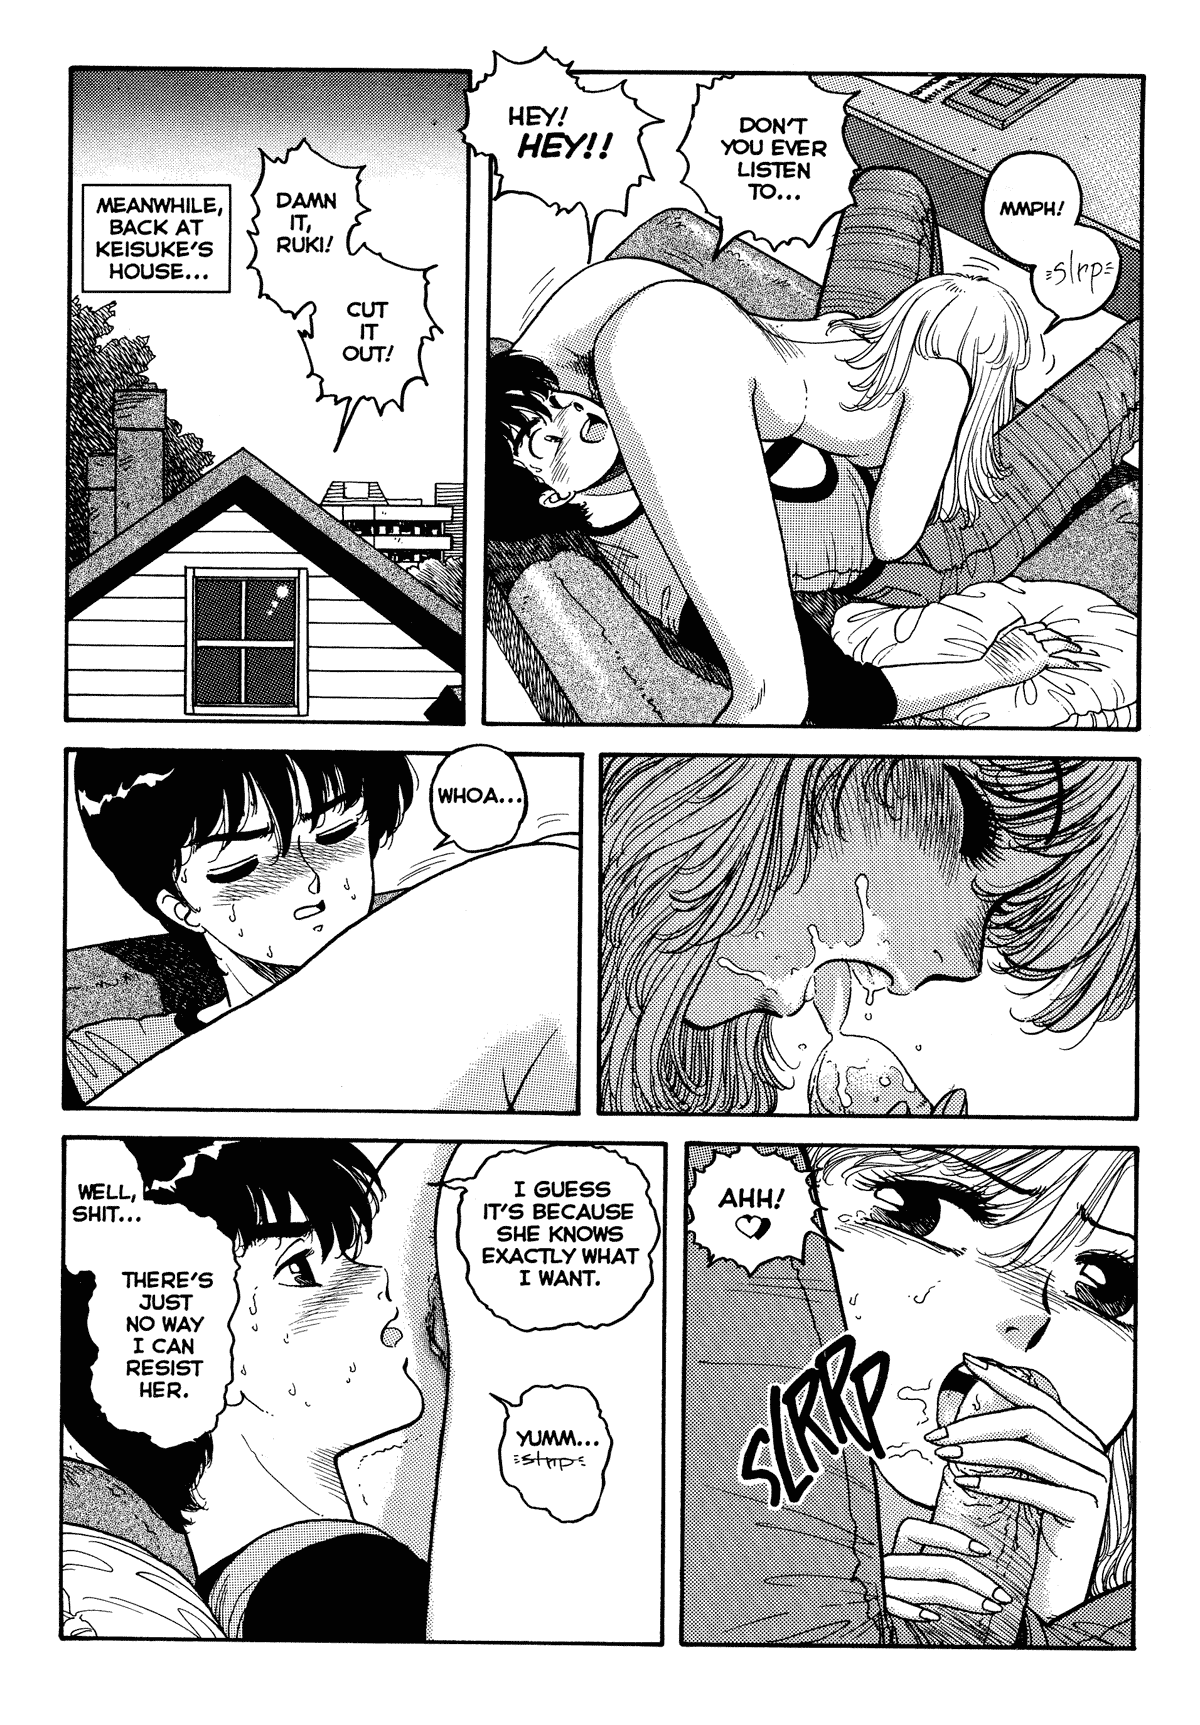 MEANWHILE,
BACK AT
KEISUKE'S
HOUSE...
DAMN
IT,
RUKI!
CUT
IT
OUT!
HEY!
HEY!!
DON'T
YOU EVER
LISTEN
TO...
MMPH!
slrp
WHOA...
WELL,
SHIT...
THERE'S
JUST
NO WAY
I CAN
RESIST
HER.
I GUESS
IT'S BECAUSE
SHE KNOWS
EXACTLY WHAT
I WANT.
YUMM...
slrrp
AHH!
SLRRP